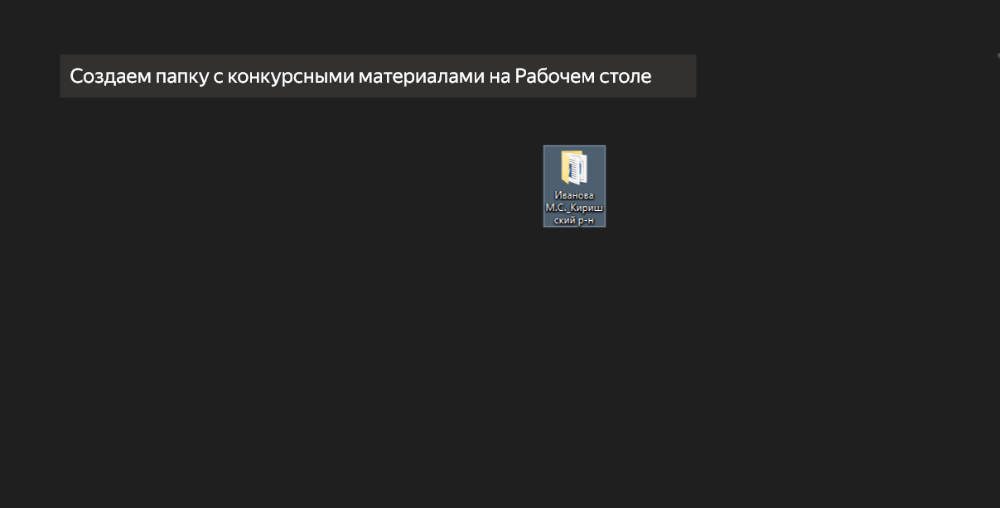 Создаем папку с конкурсными материалами на Рабочем столе
Иванова
М.С._Кириш
ский р-н